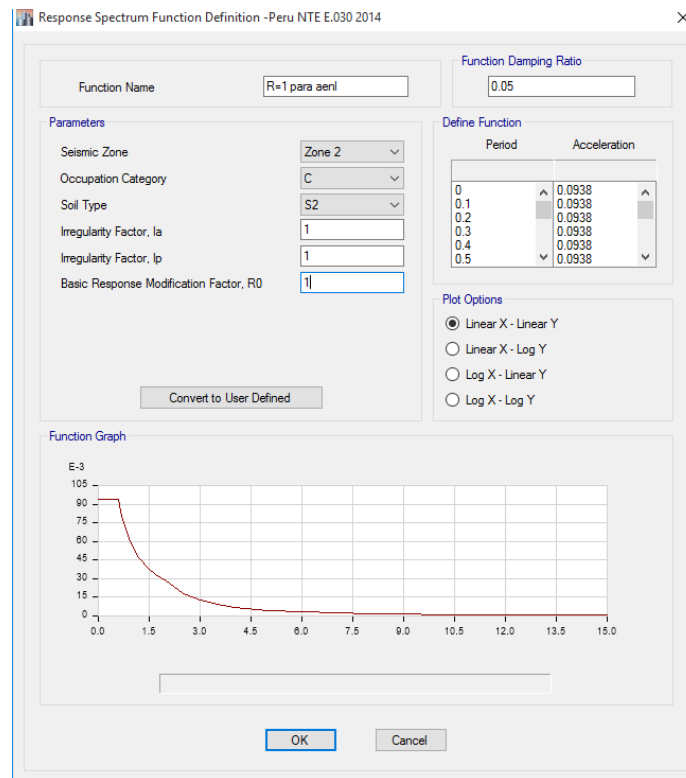 Response Spectrum Function Definition -Peru NTE E.030 2014
Function Damping Ratio
Function Name R=1 para aenl 0.05
Parameters
Seismic Zone Zone 2
Occupation Category C
Soil Type S2
Irregularity Factor, Ia 1
Irregularity Factor, Ip 1
Basic Response Modification Factor, R0 1
Convert to User Defined
Define Function
Period Acceleration
0 0.0938
0.1 0.0938
0.2 0.0938
0.3 0.0938
0.4 0.0938
0.5 0.0938
Plot Options
Linear X - Linear Y
Linear X - Log Y
Log X - Linear Y
Log X - Log Y
Function Graph
E-3
105
90
75
60
45
30
15
0
0.0 1.5 3.0 4.5 6.0 7.5 9.0 10.5 12.0 13.5 15.0
OK Cancel